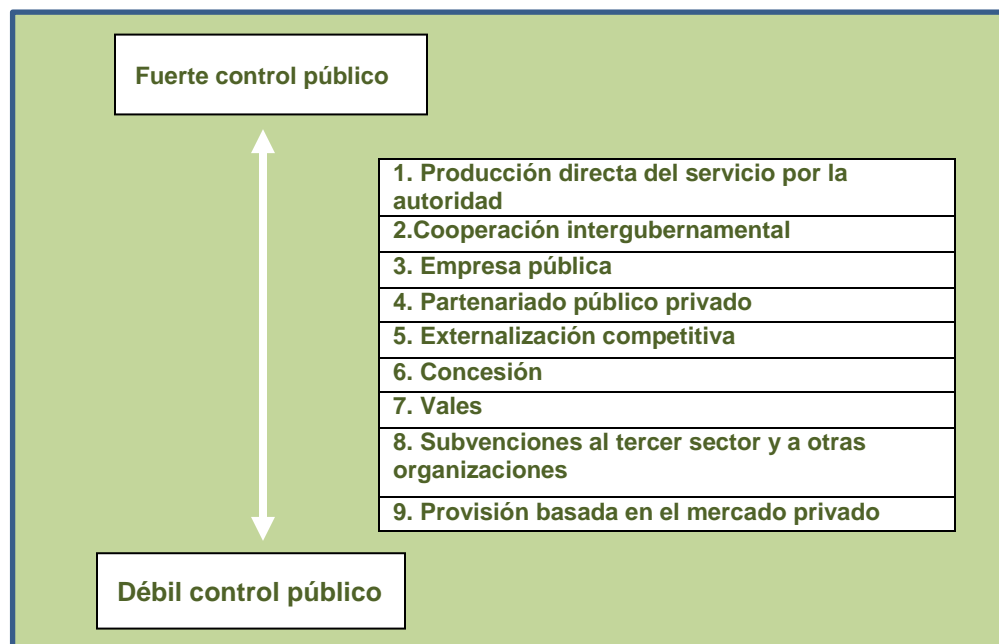 Fuerte control público
1. Producción directa del servicio por la
autoridad
2.Cooperación intergubernamental
3. Empresa pública
4. Partenariado público privado
5. Externalización competitiva
6. Concesión
7. Vales
8. Subvenciones al tercer sector y a otras
organizaciones
9. Provisión basada en el mercado privado
Débil control público